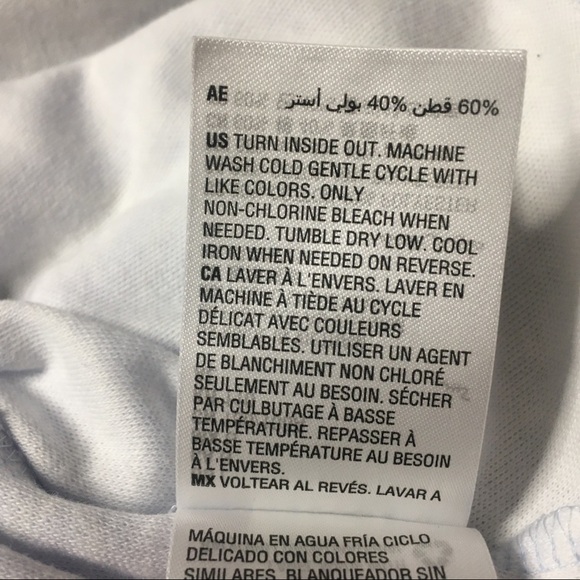 AE 60% قطن 40% بولي أستر
US TURN INSIDE OUT. MACHINE
WASH COLD GENTLE CYCLE WITH
LIKE COLORS. ONLY
NON-CHLORINE BLEACH WHEN
NEEDED. TUMBLE DRY LOW. COOL
IRON WHEN NEEDED ON REVERSE.
CA LAVER À L'ENVERS. LAVER EN
MACHINE À TIÈDE AU CYCLE
DÉLICAT AVEC COULEURS
SEMBLABLES. UTILISER UN AGENT
DE BLANCHIMENT NON CHLORÉ
SEULEMENT AU BESOIN. SÉCHER
PAR CULBUTAGE À BASSE
TEMPÉRATURE. REPASSER À
BASSE TEMPÉRATURE AU BESOIN
À L'ENVERS.
MX VOLTEAR AL REVÉS. LAVAR A
MÁQUINA EN AGUA FRÍA CICLO
DELICADO CON COLORES
SIMILARES. BLANQUEAR SIN